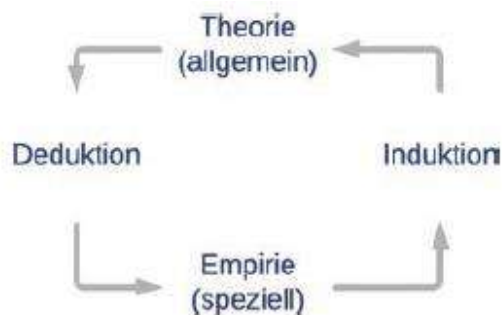 Theorie
(allgemein)
Deduktion
Induktion
Empirie
(speziell)